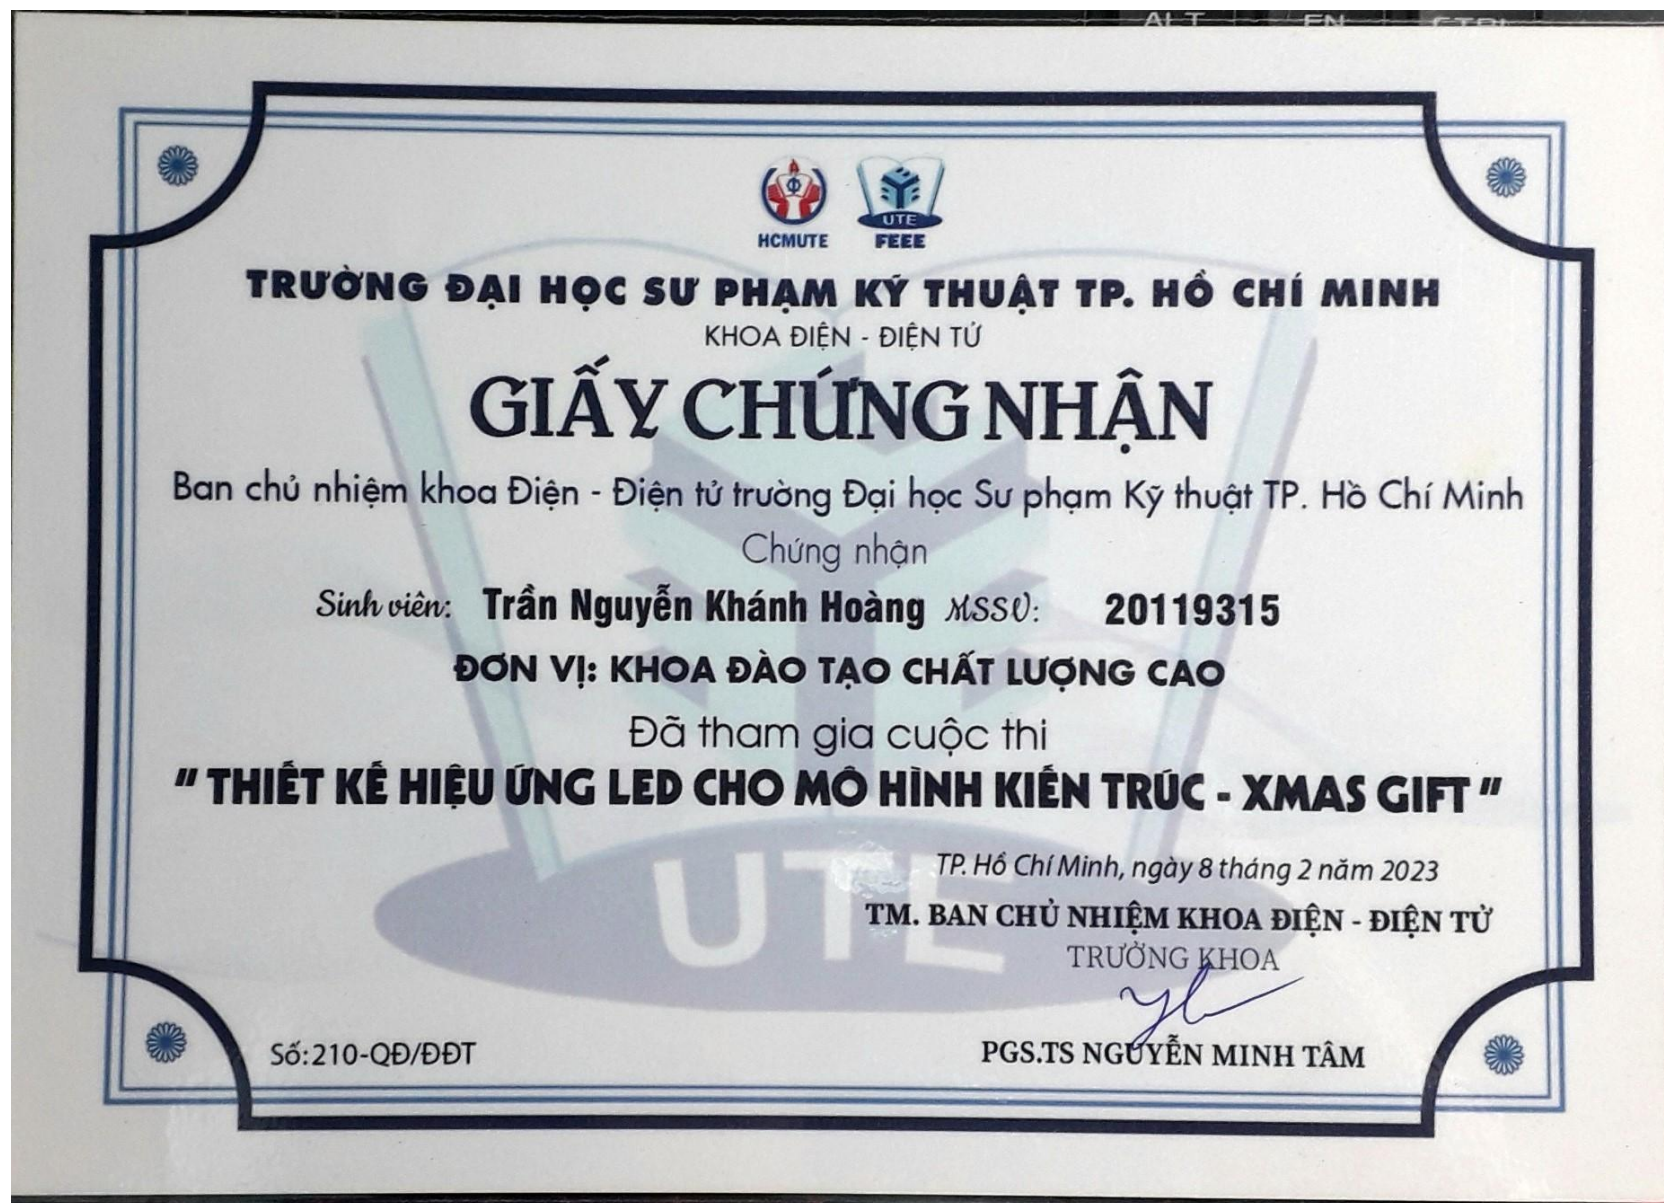 ALT EN CTRL
HCMUTE
UTE
FEEE
TRƯỜNG ĐẠI HỌC SƯ PHẠM KỸ THUẬT TP. HỒ CHÍ MINH
KHOA ĐIỆN - ĐIỆN TỬ
GIẤY CHỨNG NHẬN
Ban chủ nhiệm khoa Điện - Điện tử trường Đại học Sư phạm Kỹ thuật TP. Hồ Chí Minh
Chứng nhận
Sinh viên: Trần Nguyễn Khánh Hoàng MSSV: 20119315
ĐƠN VỊ: KHOA ĐÀO TẠO CHẤT LƯỢNG CAO
Đã tham gia cuộc thi
" THIẾT KẾ HIỆU ỨNG LED CHO MÔ HÌNH KIẾN TRÚC - XMAS GIFT "
UTE
TP. Hồ Chí Minh, ngày 8 tháng 2 năm 2023
TM. BAN CHỦ NHIỆM KHOA ĐIỆN - ĐIỆN TỬ
TRƯỞNG KHOA
Số:210-QĐ/ĐĐT
PGS.TS NGUYỄN MINH TÂM